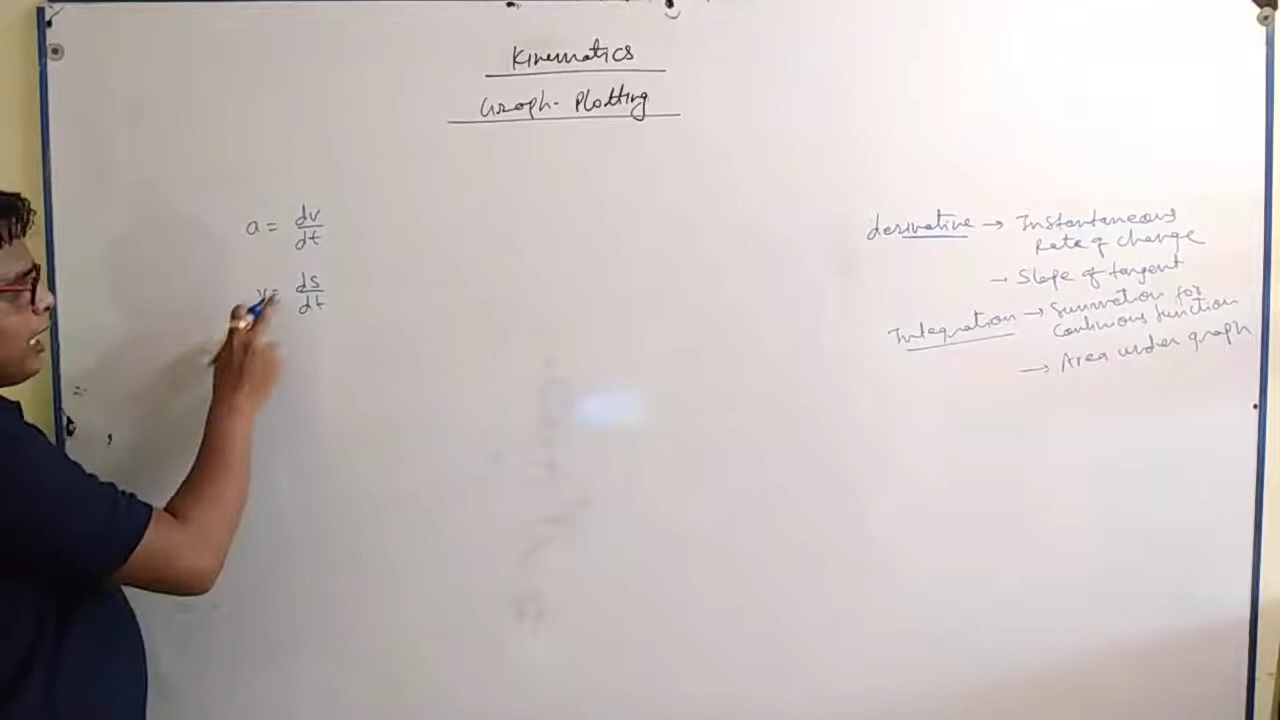 Kinematics
Graph- Plotting
a = dv/dt
v = ds/dt
derivative → Instantaneous
Rate of change
→ Slope of tangent
Integration → Summation for
Continuous function
→ Area under graph